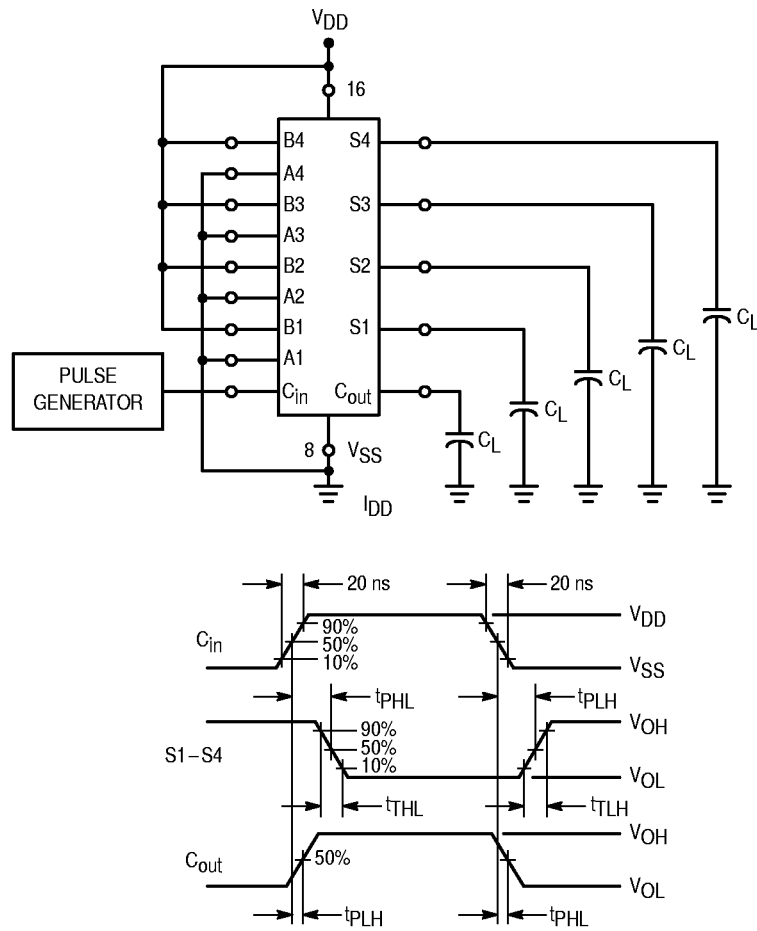 VDD
16
B4 S4
A4
B3 S3
A3
B2 S2
A2
B1 S1
A1
PULSE
GENERATOR
Cin Cout
CL
CL
CL
CL
CL
8 VSS
IDD
20 ns 20 ns
Cin
90%
50%
10%
VDD
VSS
tPHL tPLH
S1–S4
90%
50%
10%
VOH
VOL
tTHL tTLH
Cout
50%
VOH
VOL
tPLH tPHL